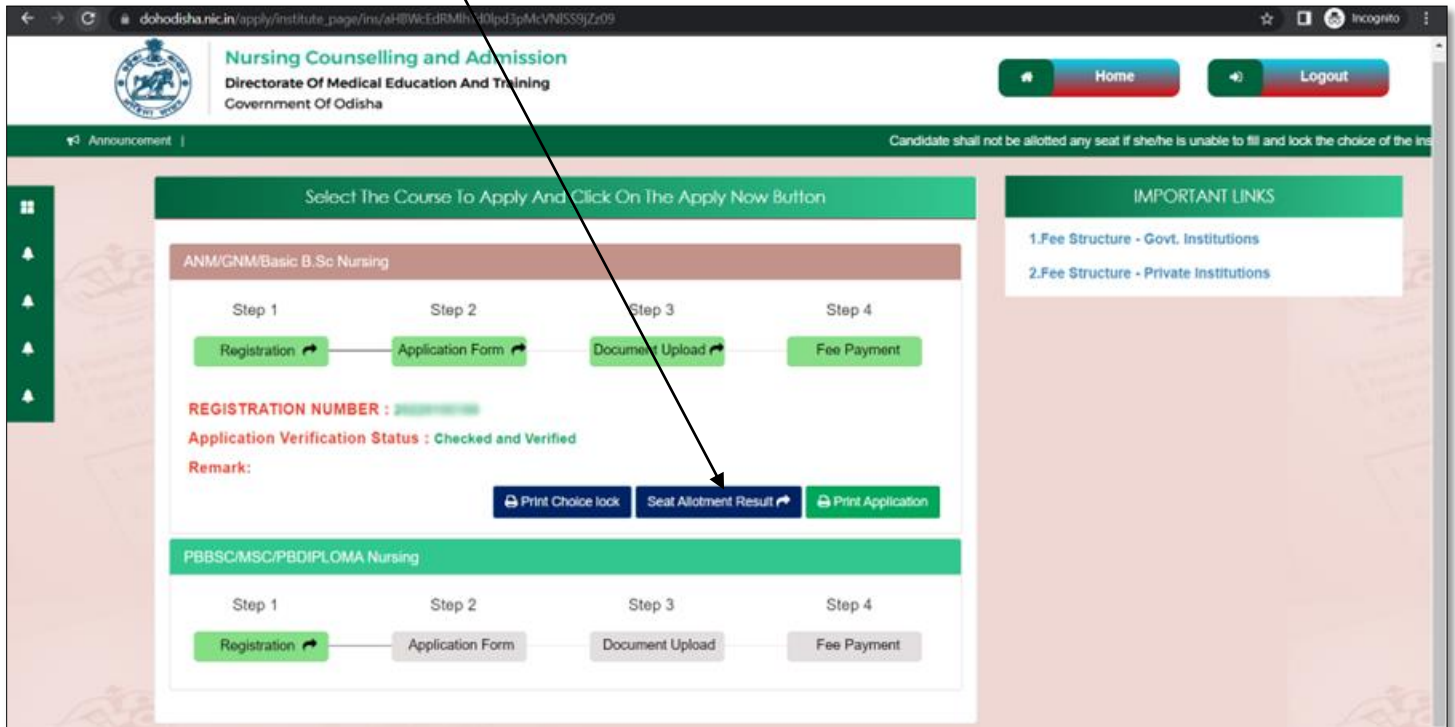 dohodisha.nic.in/apply/institute_page/ins/
Incognito
Nursing Counselling and Admission
Directorate Of Medical Education And Training
Government Of Odisha
Home
Logout
Announcement |
Candidate shall not be allotted any seat if she/he is unable to fill and lock the choice of the ins
Select The Course To Apply And Click On The Apply Now Button
ANM/GNM/Basic B.Sc Nursing
Step 1 Step 2 Step 3 Step 4
Registration Application Form Document Upload Fee Payment
REGISTRATION NUMBER :
Application Verification Status : Checked and Verified
Remark:
Print Choice lock Seat Allotment Result Print Application
PBBSC/MSC/PBDIPLOMA Nursing
Step 1 Step 2 Step 3 Step 4
Registration Application Form Document Upload Fee Payment
IMPORTANT LINKS
1.Fee Structure - Govt. Institutions
2.Fee Structure - Private Institutions